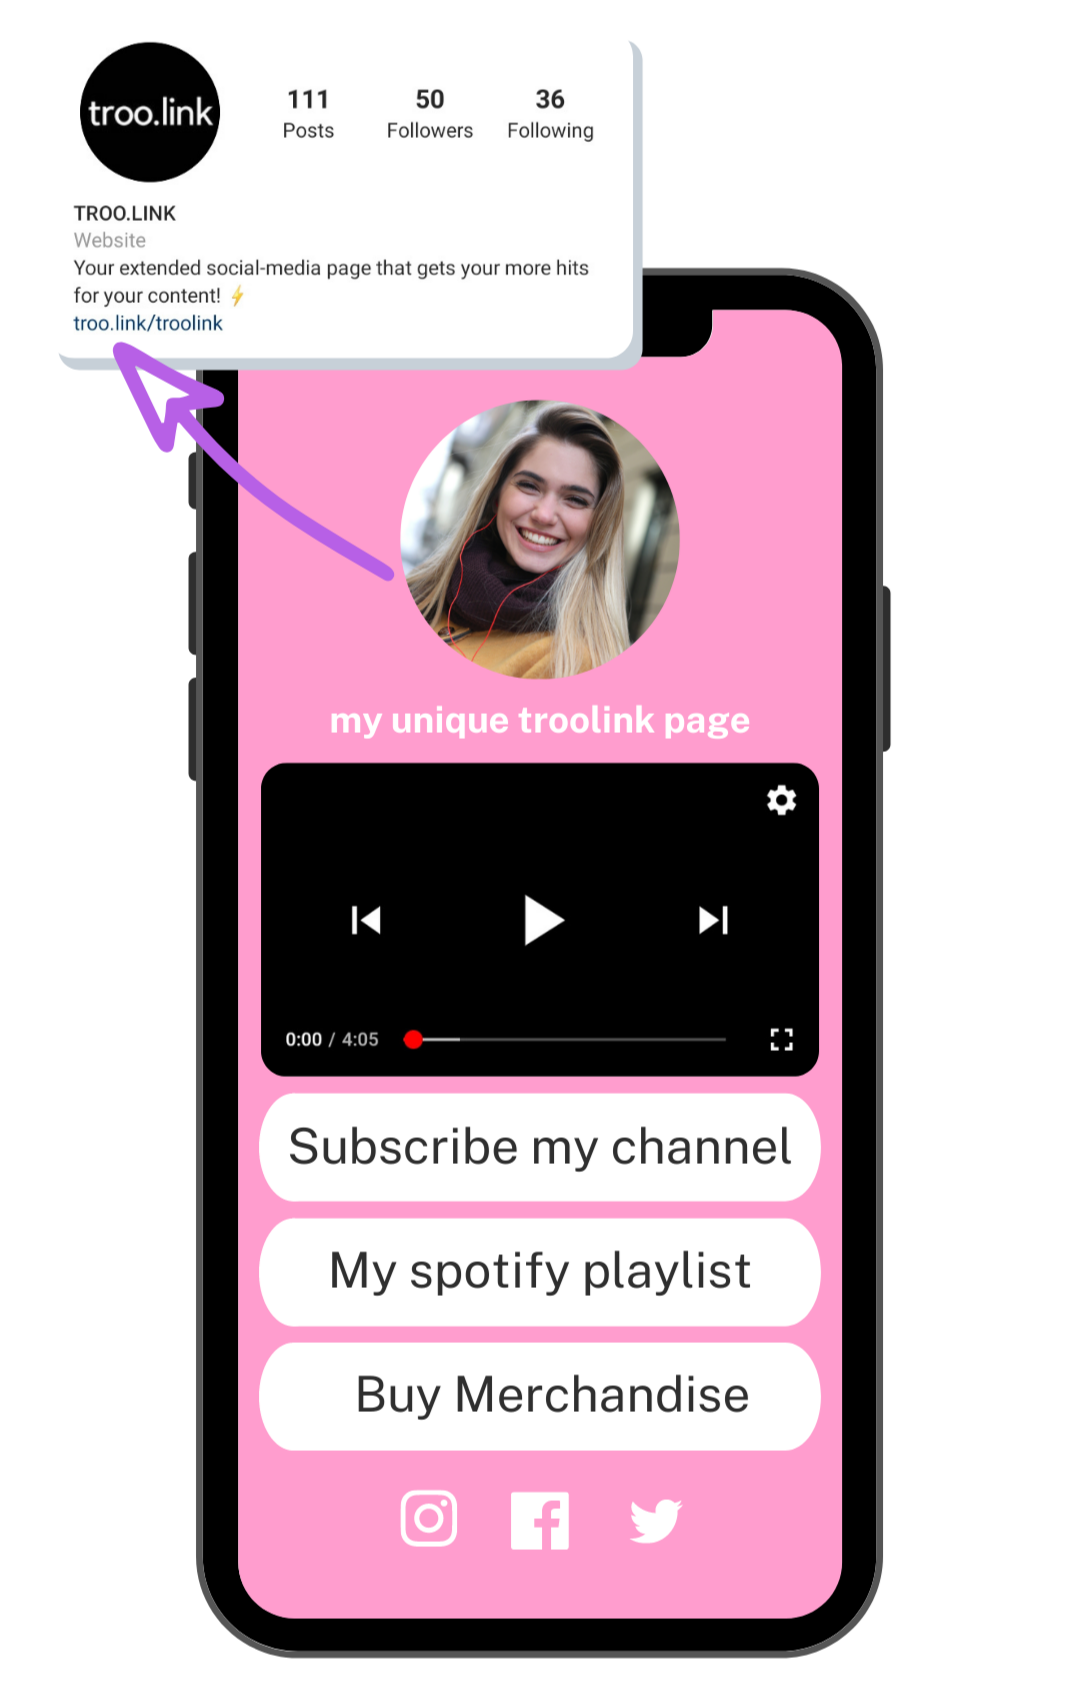 troo.link
111
Posts
50
Followers
36
Following
TROO.LINK
Website
Your extended social-media page that gets your more hits
for your content! ⚡
troo.link/troolink
my unique troolink page
0:00 / 4:05
Subscribe my channel
My spotify playlist
Buy Merchandise